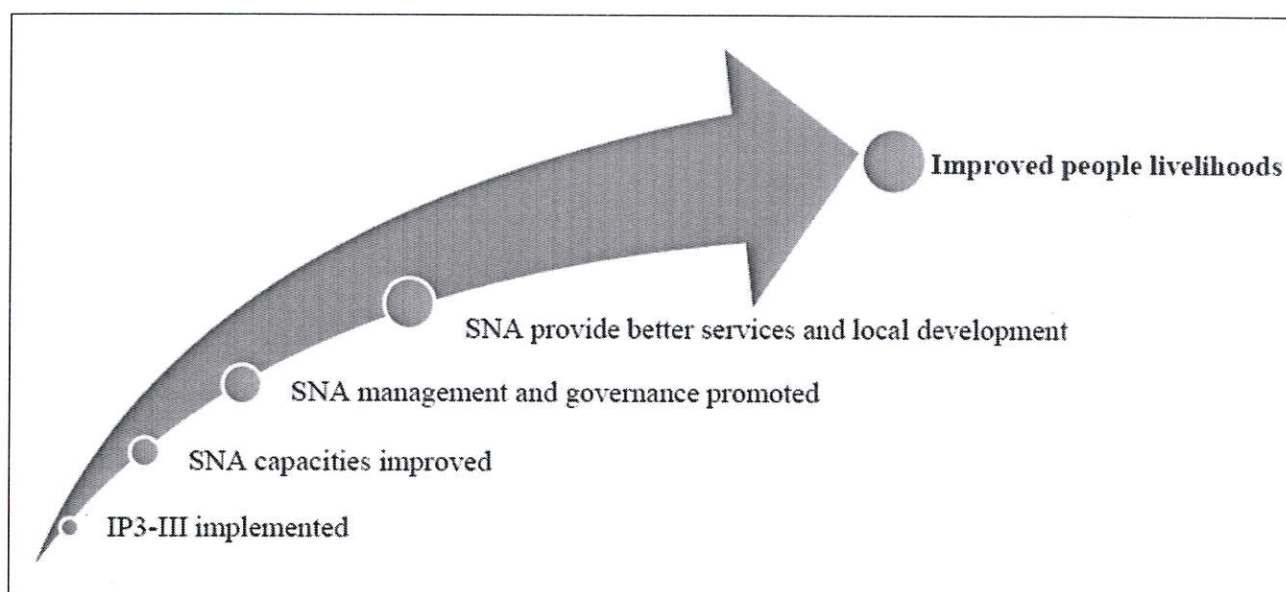 Improved people livelihoods
SNA provide better services and local development
SNA management and governance promoted
SNA capacities improved
IP3-III implemented